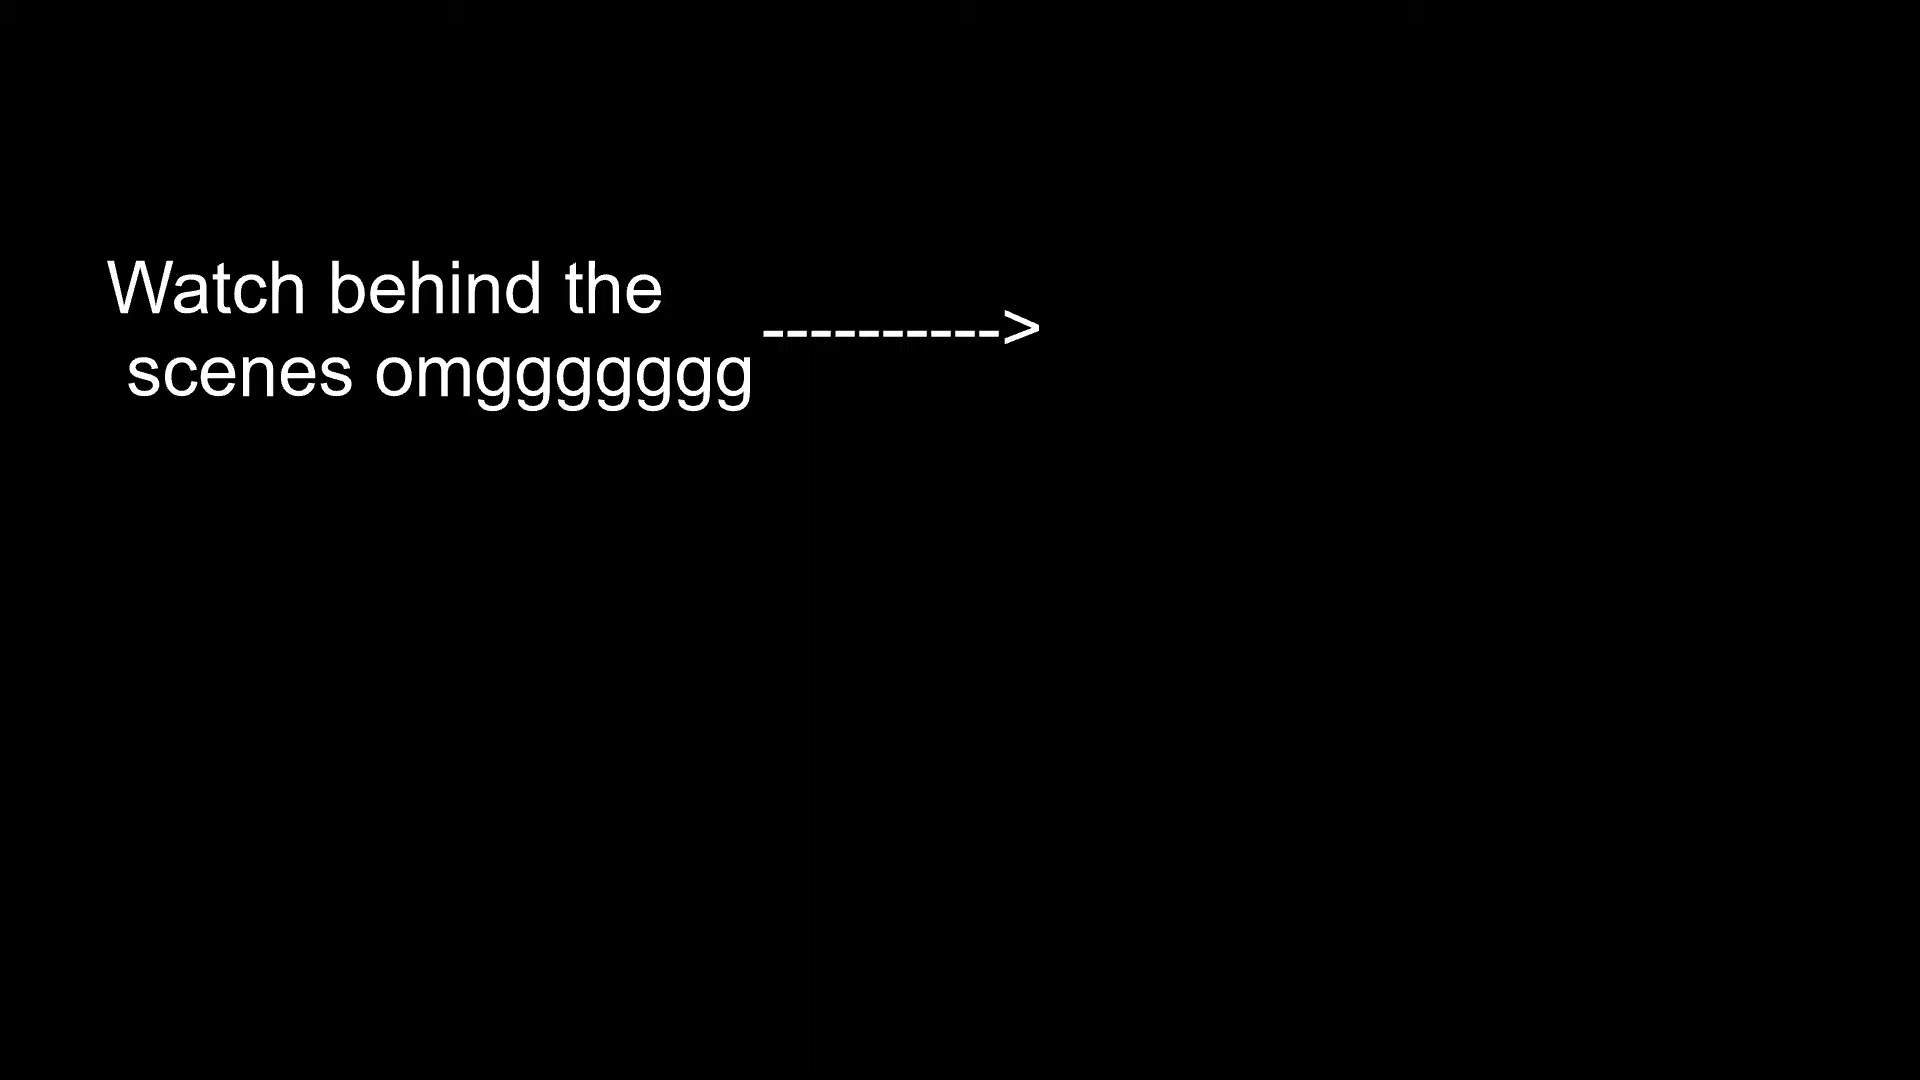 Watch behind the
scenes omggggggg
---------->